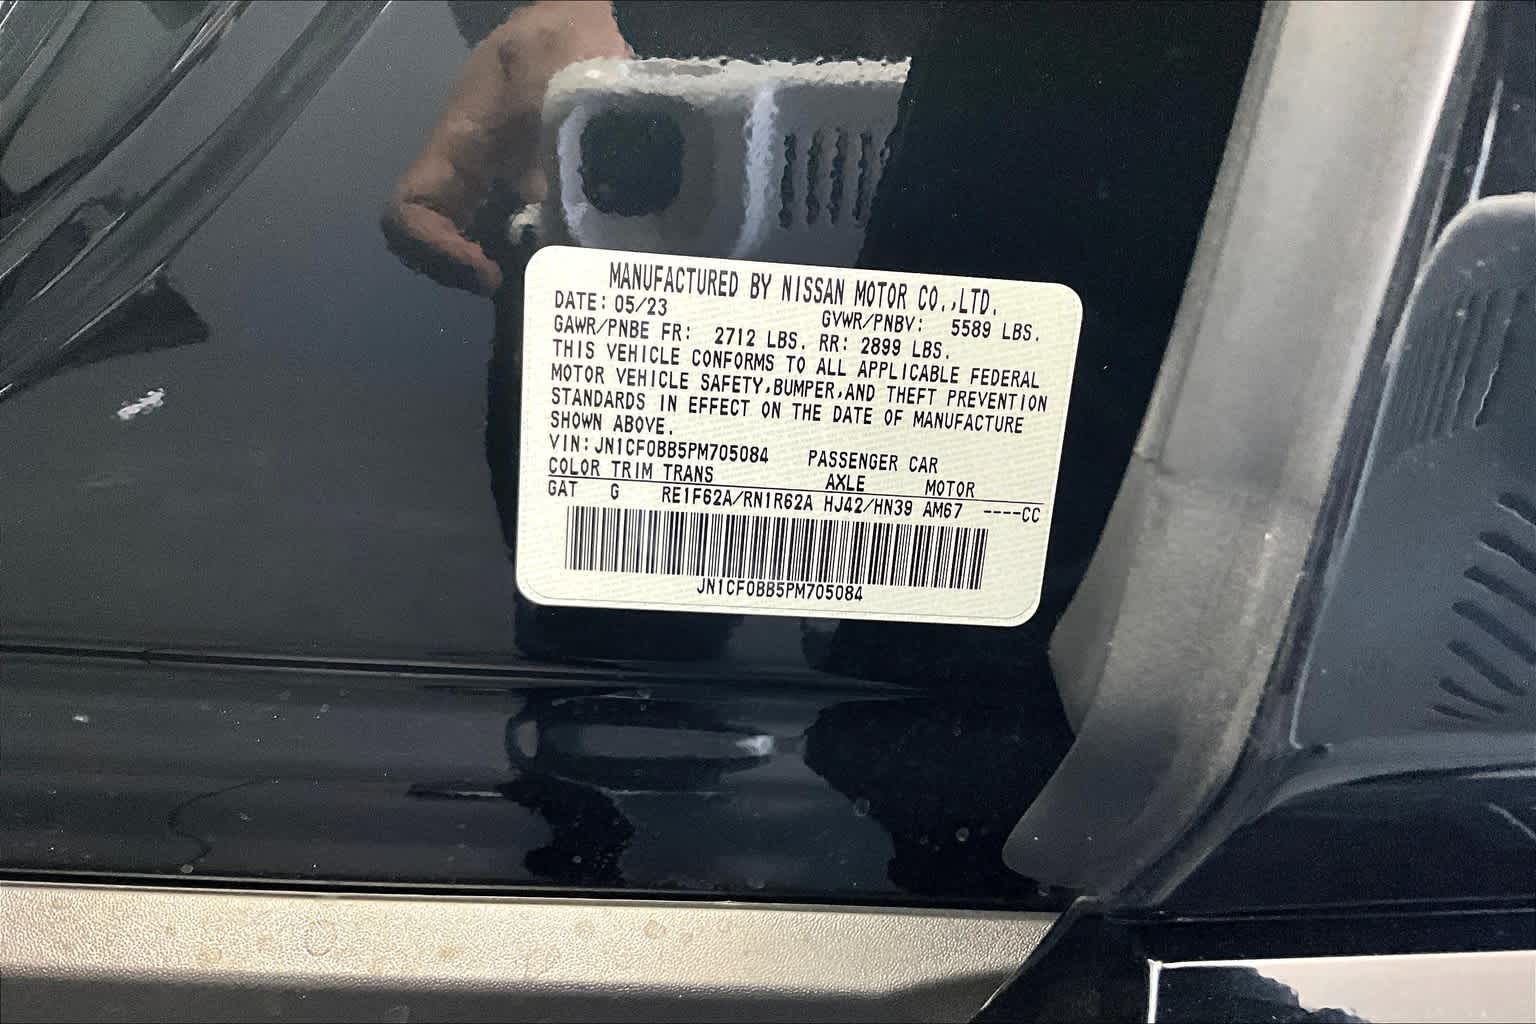 MANUFACTURED BY NISSAN MOTOR CO.,LTD.
DATE: 05/23 GVWR/PNBV: 5589 LBS.
GAWR/PNBE FR: 2712 LBS. RR: 2899 LBS.
THIS VEHICLE CONFORMS TO ALL APPLICABLE FEDERAL
MOTOR VEHICLE SAFETY,BUMPER,AND THEFT PREVENTION
STANDARDS IN EFFECT ON THE DATE OF MANUFACTURE
SHOWN ABOVE.
VIN: JN1CF0BB5PM705084 PASSENGER CAR
COLOR TRIM TRANS AXLE MOTOR
GAT G RE1F62A/RN1R62A HJ42/HN39 AM67 ----CC
JN1CF0BB5PM705084